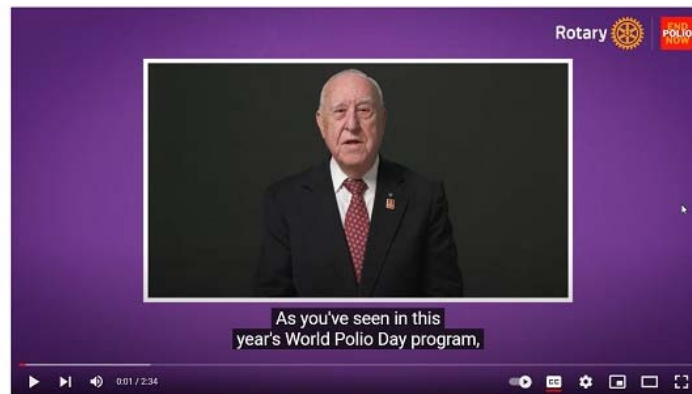 Rotary
END
POLIO
NOW
As you've seen in this
year's World Polio Day program,
0:01 / 2:34
CC